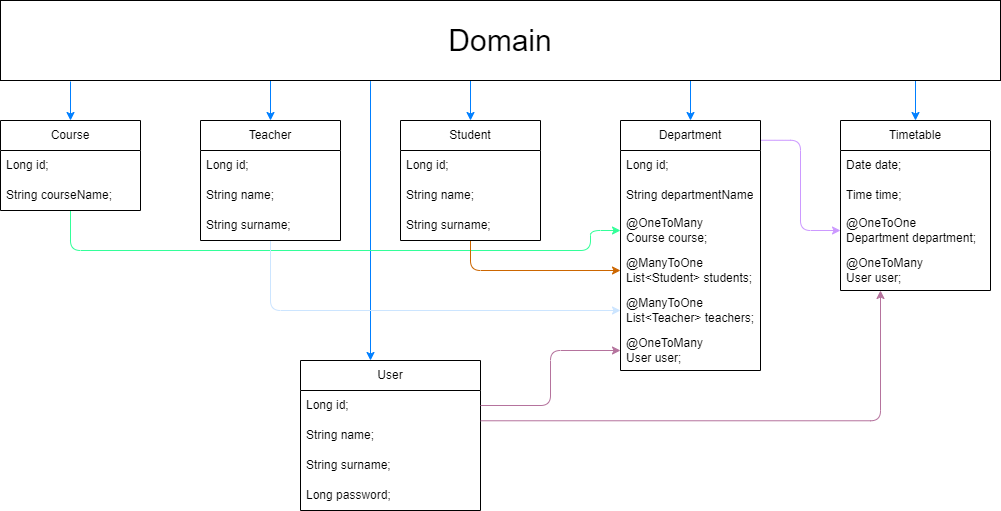 Domain
Course
Long id;
String courseName;
Teacher
Long id;
String name;
String surname;
Student
Long id;
String name;
String surname;
Department
Long id;
String departmentName
@OneToMany
Course course;
@ManyToOne
List<Student> students;
@ManyToOne
List<Teacher> teachers;
@OneToMany
User user;
Timetable
Date date;
Time time;
@OneToOne
Department department;
@OneToMany
User user;
User
Long id;
String name;
String surname;
Long password;